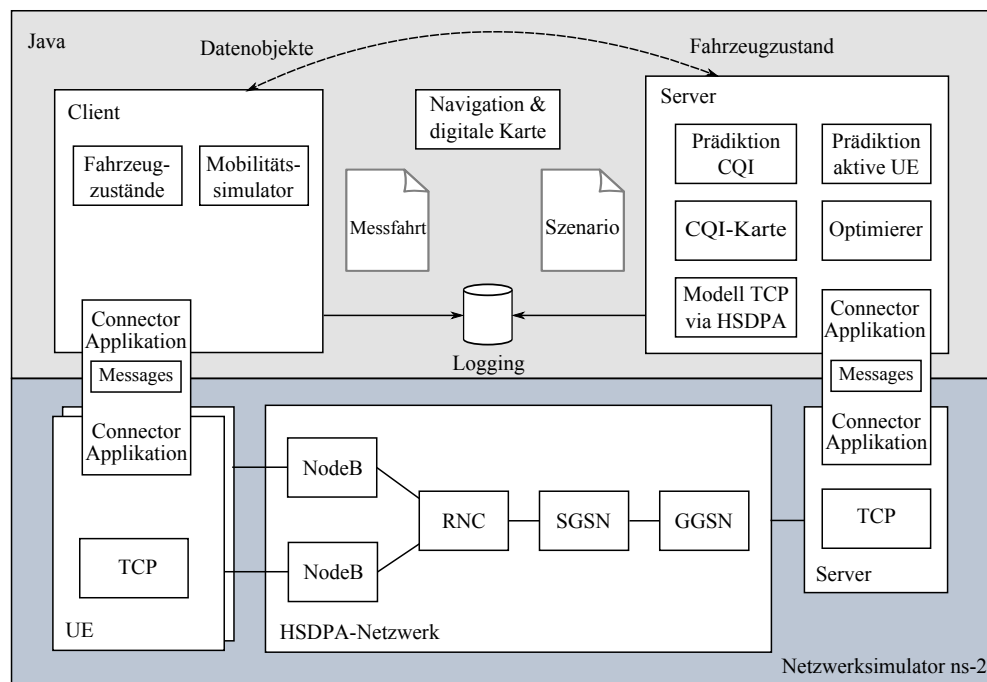 Java
Datenobjekte
Fahrzeugzustand
Client
Fahrzeug-
zustände
Mobilitäts-
simulator
Navigation &
digitale Karte
Messfahrt
Szenario
Server
Prädiktion
CQI
Prädiktion
aktive UE
CQI-Karte
Optimierer
Modell TCP
via HSDPA
Logging
Connector
Applikation
Messages
Connector
Applikation
Connector
Applikation
Messages
Connector
Applikation
TCP
UE
NodeB
NodeB
RNC
SGSN
GGSN
HSDPA-Netzwerk
TCP
Server
Netzwerksimulator ns-2